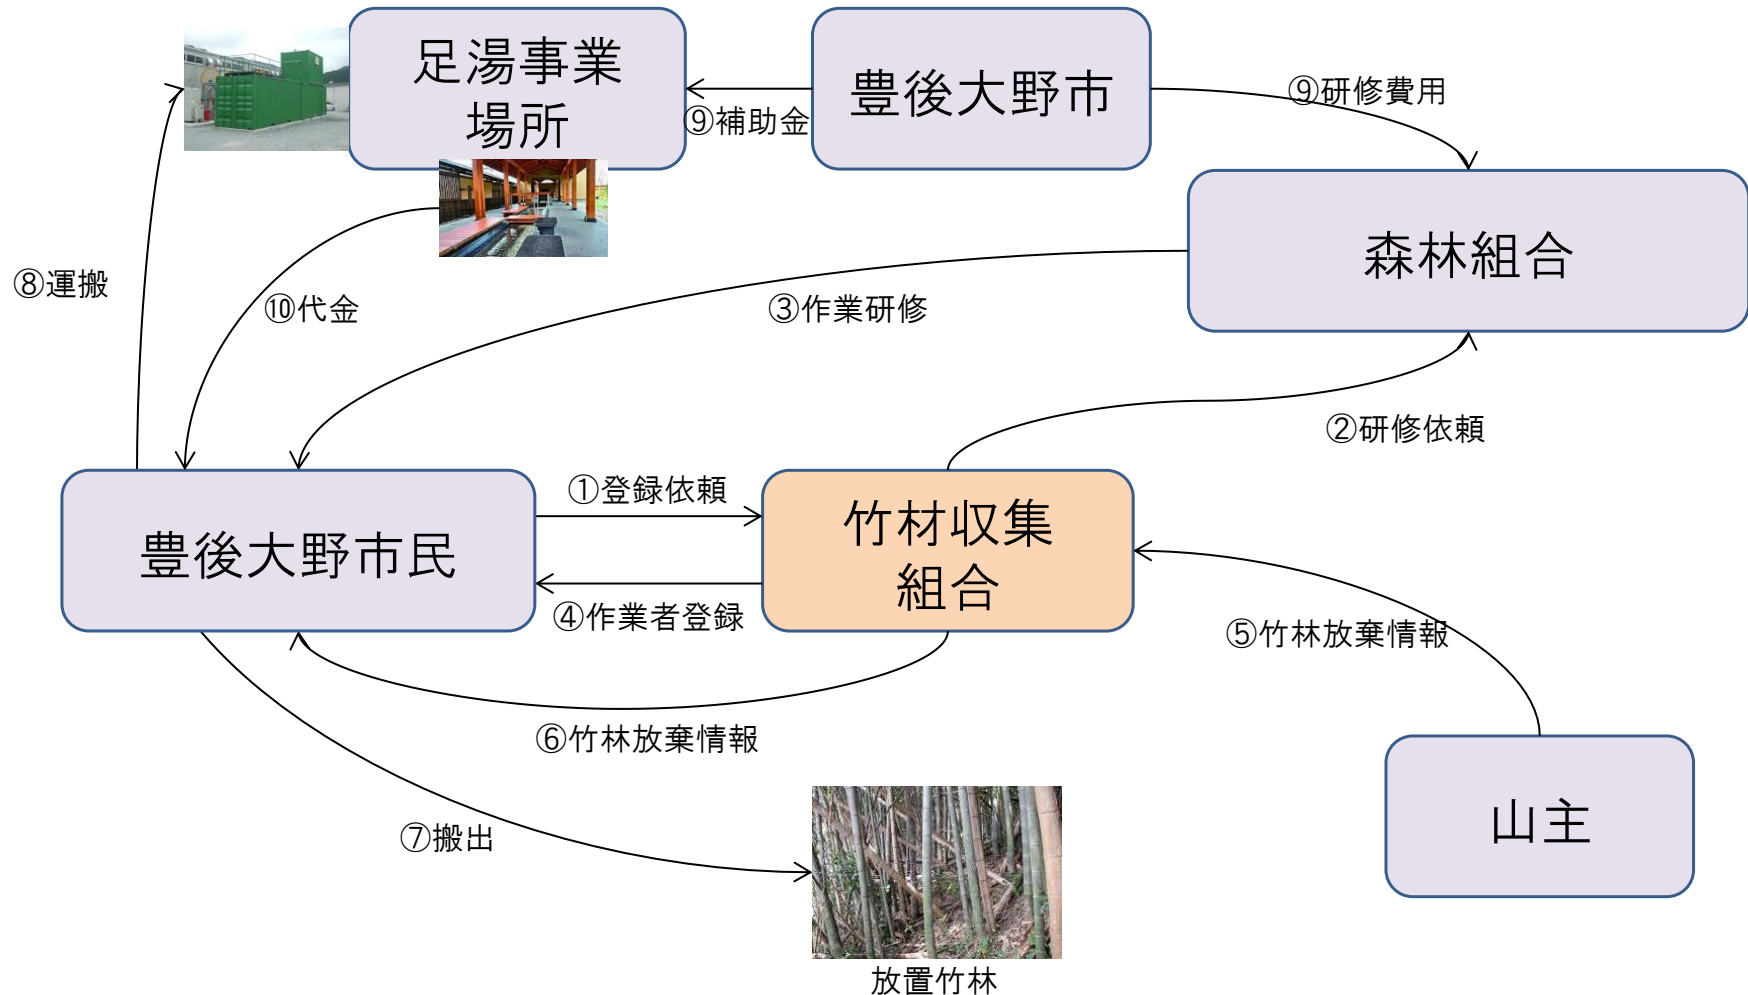 足湯事業
場所
豊後大野市
⑨補助金
⑨研修費用
森林組合
⑧運搬
⑩代金
③作業研修
②研修依頼
豊後大野市民
①登録依頼
④作業者登録
竹材収集
組合
⑤竹林放棄情報
⑥竹林放棄情報
⑦搬出
山主
放置竹林